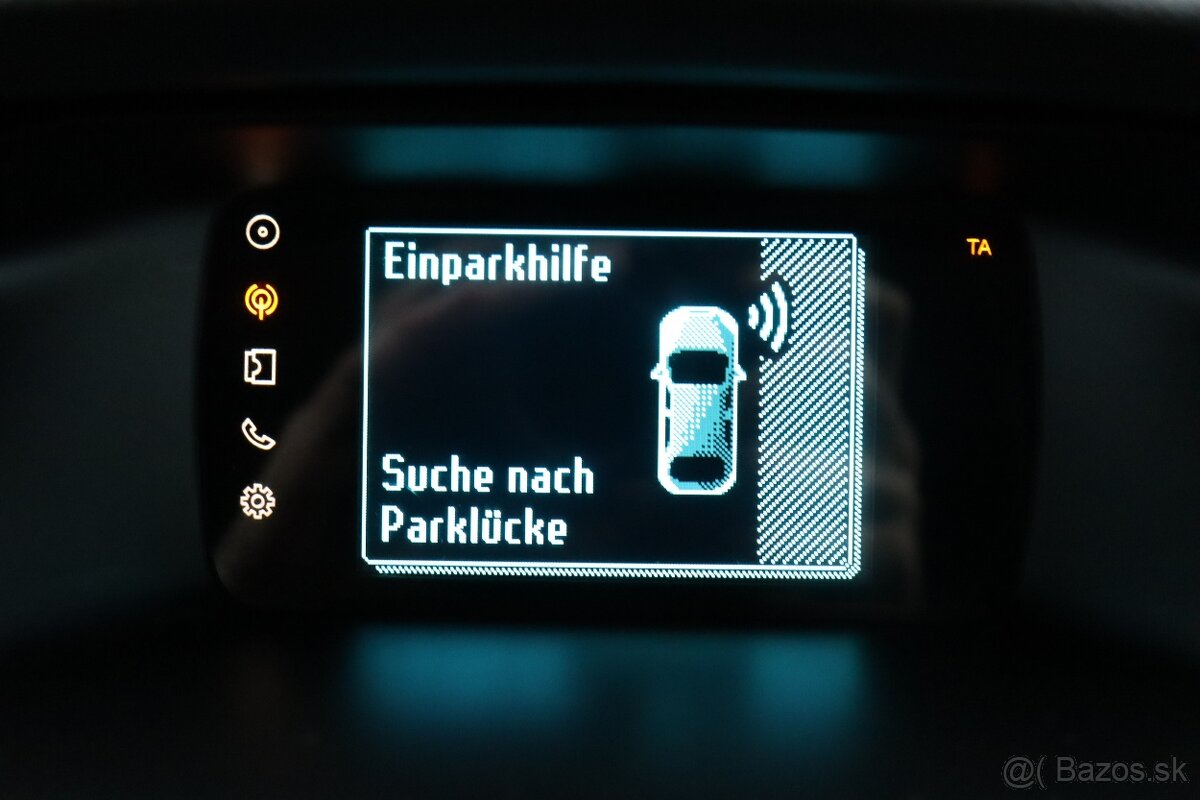 Einparkhilfe
TA
Suche nach
Parklücke
@( Bazos.sk